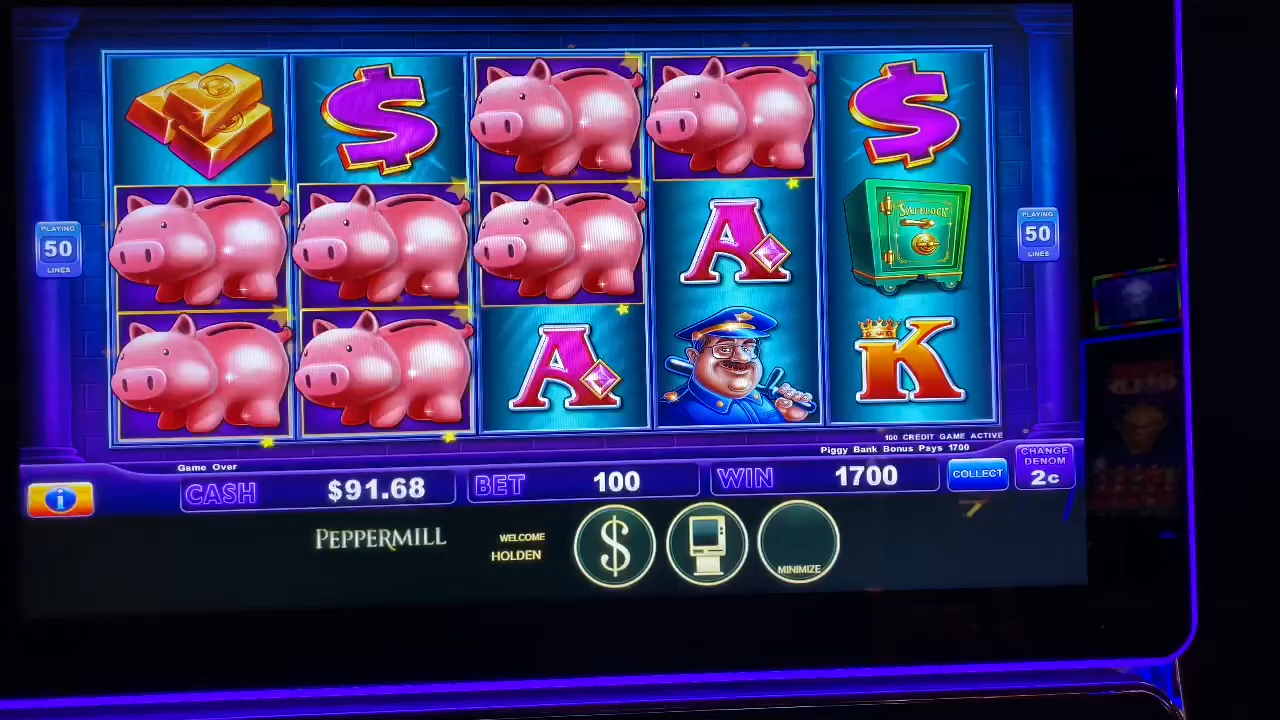 $
$
A
SAFELOCK
A
K
PLAYING
50
LINES
PLAYING
50
LINES
100 CREDIT GAME ACTIVE
Piggy Bank Bonus Pays 1700
Game Over
CASH $91.68
BET 100
WIN 1700
COLLECT
CHANGE
DENOM
2¢
i
PEPPERMILL
WELCOME
HOLDEN
$
MINIMIZE